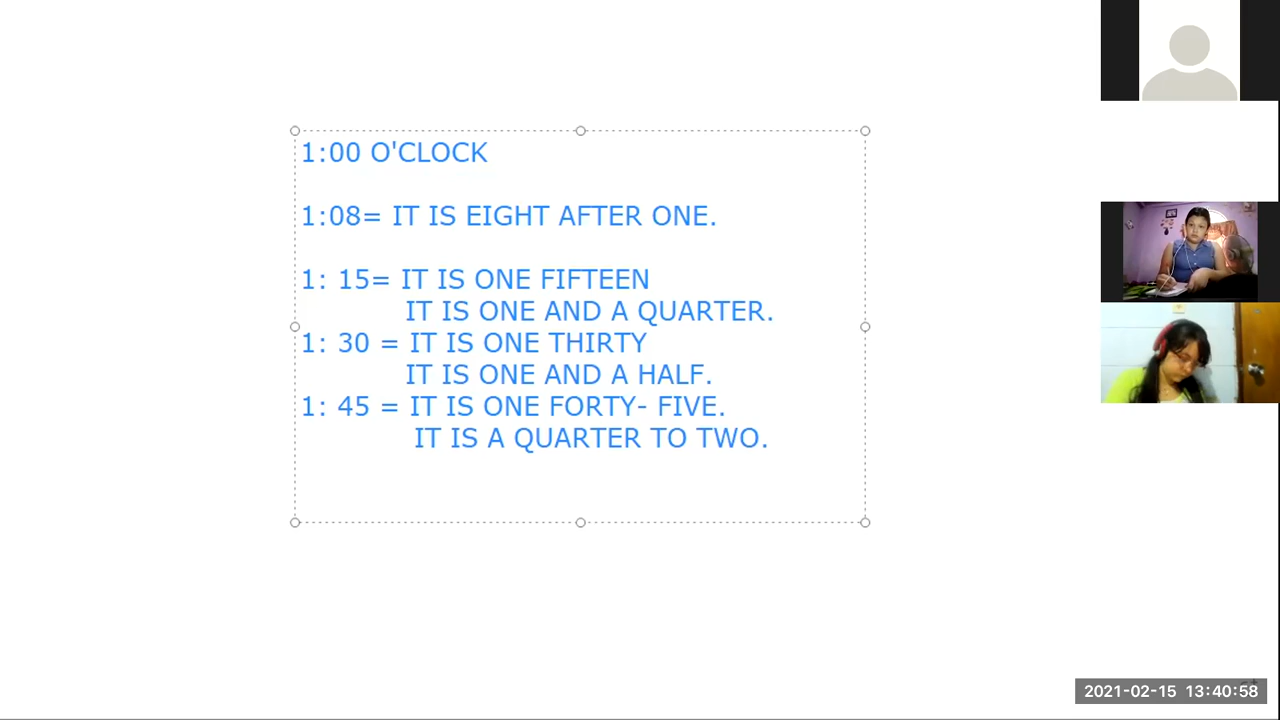 1:00 O'CLOCK
1:08= IT IS EIGHT AFTER ONE.
1: 15= IT IS ONE FIFTEEN
IT IS ONE AND A QUARTER.
1: 30 = IT IS ONE THIRTY
IT IS ONE AND A HALF.
1: 45 = IT IS ONE FORTY- FIVE.
IT IS A QUARTER TO TWO.
2021-02-15 13:40:58